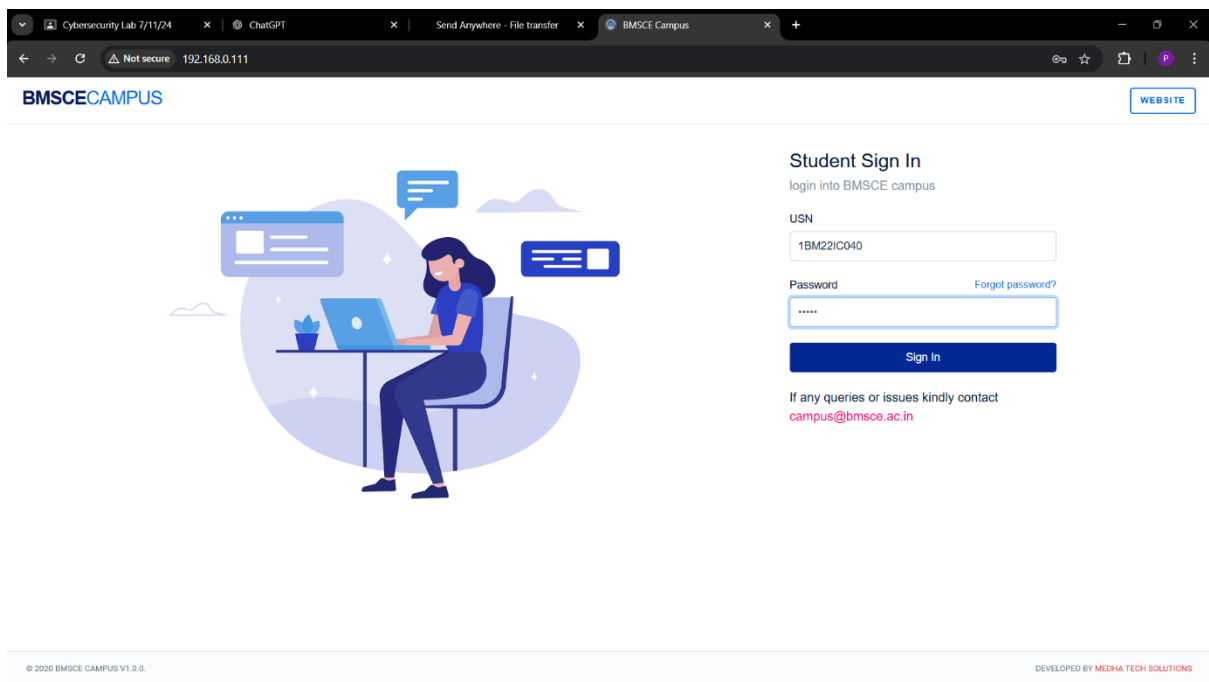 Cybersecurity Lab 7/11/24
ChatGPT
Send Anywhere - File transfer
BMSCE Campus
Not secure 192.168.0.111
P
BMSCECAMPUS
WEBSITE
Student Sign In
login into BMSCE campus
USN
1BM22IC040
Password Forgot password?
•••••
Sign In
If any queries or issues kindly contact
campus@bmsce.ac.in
© 2020 BMSCE CAMPUS V1.0.0.
DEVELOPED BY MEDHA TECH SOLUTIONS